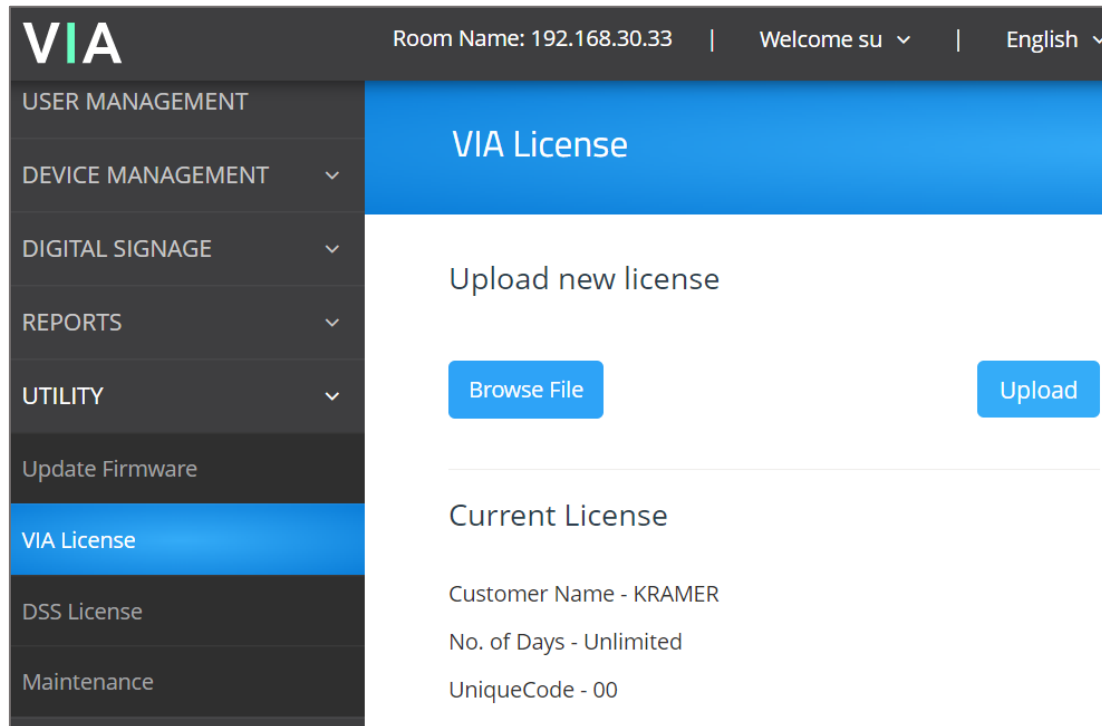 VIA
Room Name: 192.168.30.33 | Welcome su | English
USER MANAGEMENT
DEVICE MANAGEMENT
DIGITAL SIGNAGE
REPORTS
UTILITY
Update Firmware
VIA License
DSS License
Maintenance
VIA License
Upload new license
Browse File
Upload
Current License
Customer Name - KRAMER
No. of Days - Unlimited
UniqueCode - 00